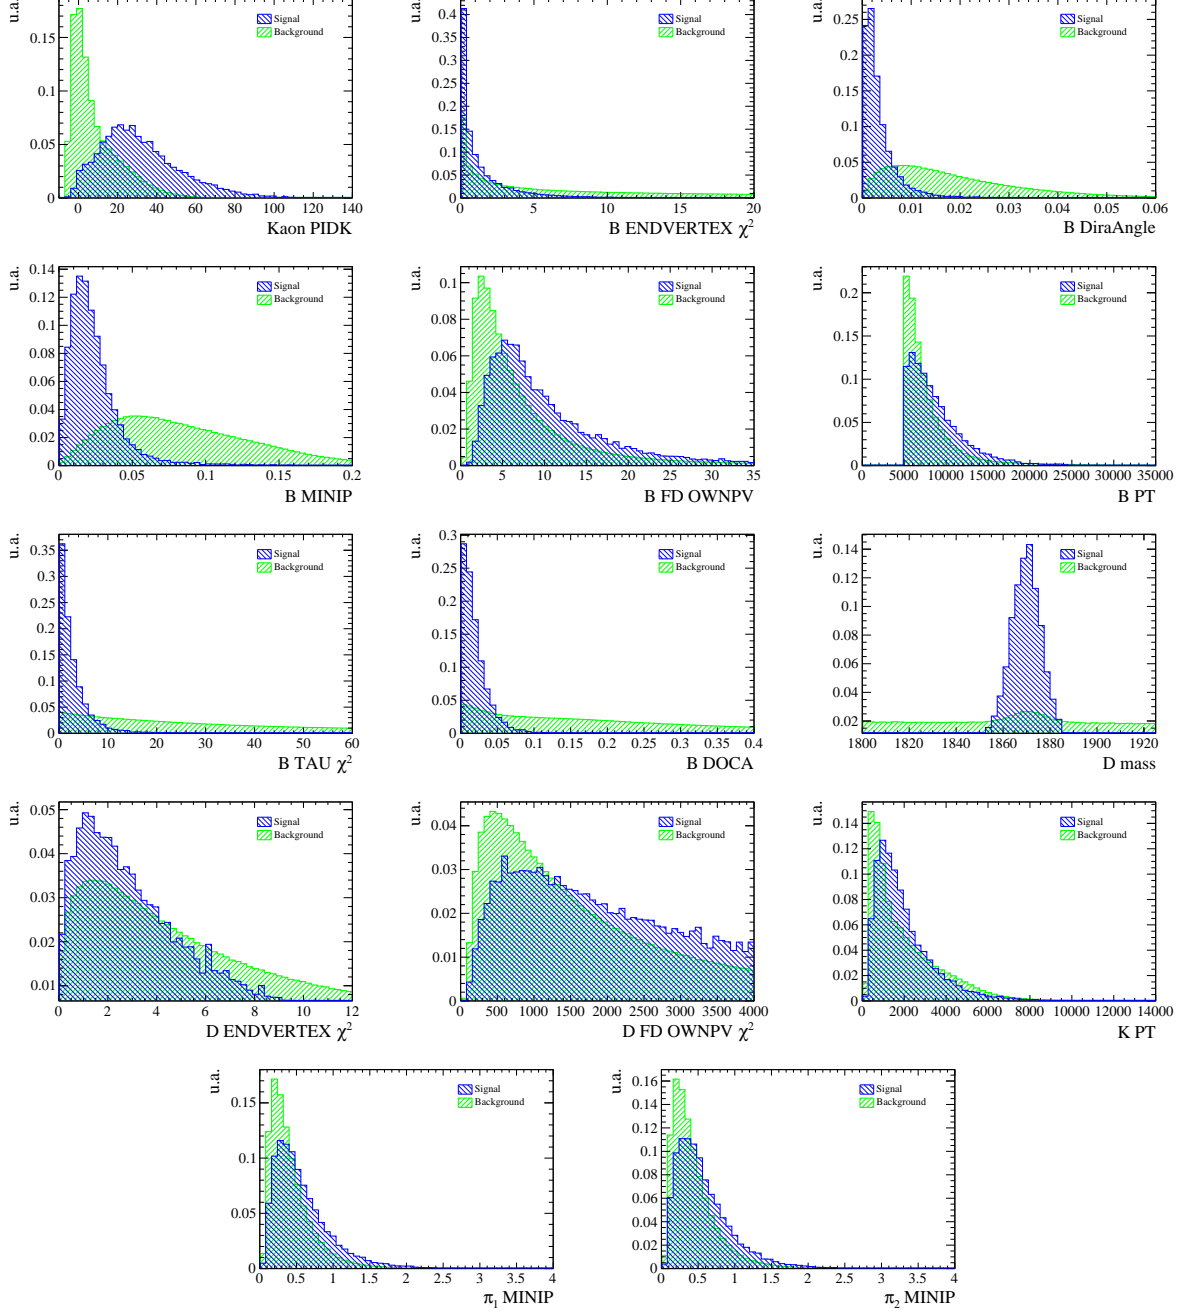 u.a.
0.15
0.1
0.05
0
Signal
Background
0 20 40 60 80 100 120 140
Kaon PIDK
u.a.
0.4
0.35
0.3
0.25
0.2
0.15
0.1
0.05
0
Signal
Background
0 5 10 15 20
B ENDVERTEX χ²
u.a.
0.25
0.2
0.15
0.1
0.05
0
Signal
Background
0.0 0.01 0.02 0.03 0.04 0.05 0.06
B DiraAngle
u.a.
0.14
0.12
0.1
0.08
0.06
0.04
0.02
0
Signal
Background
0 0.05 0.1 0.15 0.2
B MINIP
u.a.
0.1
0.08
0.06
0.04
0.02
0
Signal
Background
0 5 10 15 20 25 30 35
B FD OWNPV
u.a.
0.2
0.15
0.1
0.05
0
Signal
Background
0 5000 10000 15000 20000 25000 30000 35000
B PT
u.a.
0.35
0.3
0.25
0.2
0.15
0.1
0.05
0
Signal
Background
0 10 20 30 40 50 60
B TAU χ²
u.a.
0.3
0.25
0.2
0.15
0.1
0.05
0
Signal
Background
0 0.05 0.1 0.15 0.2 0.25 0.3 0.35 0.4
B DOCA
u.a.
0.14
0.12
0.1
0.08
0.06
0.04
0.02
Signal
Background
1800 1820 1840 1860 1880 1900 1920
D mass
u.a.
0.05
0.04
0.03
0.02
0.01
Signal
Background
0 2 4 6 8 10 12
D ENDVERTEX χ²
u.a.
0.04
0.03
0.02
0.01
0
Signal
Background
0 500 1000 1500 2000 2500 3000 3500 4000
D FD OWNPV χ²
u.a.
0.14
0.12
0.1
0.08
0.06
0.04
0.02
0
Signal
Background
0 2000 4000 6000 8000 10000 12000 14000
K PT
u.a.
0.15
0.1
0.05
0
Signal
Background
0 0.5 1 1.5 2 2.5 3 3.5 4
π₁ MINIP
u.a.
0.16
0.14
0.12
0.1
0.08
0.06
0.04
0.02
0
Signal
Background
0 0.5 1 1.5 2 2.5 3 3.5 4
π₂ MINIP